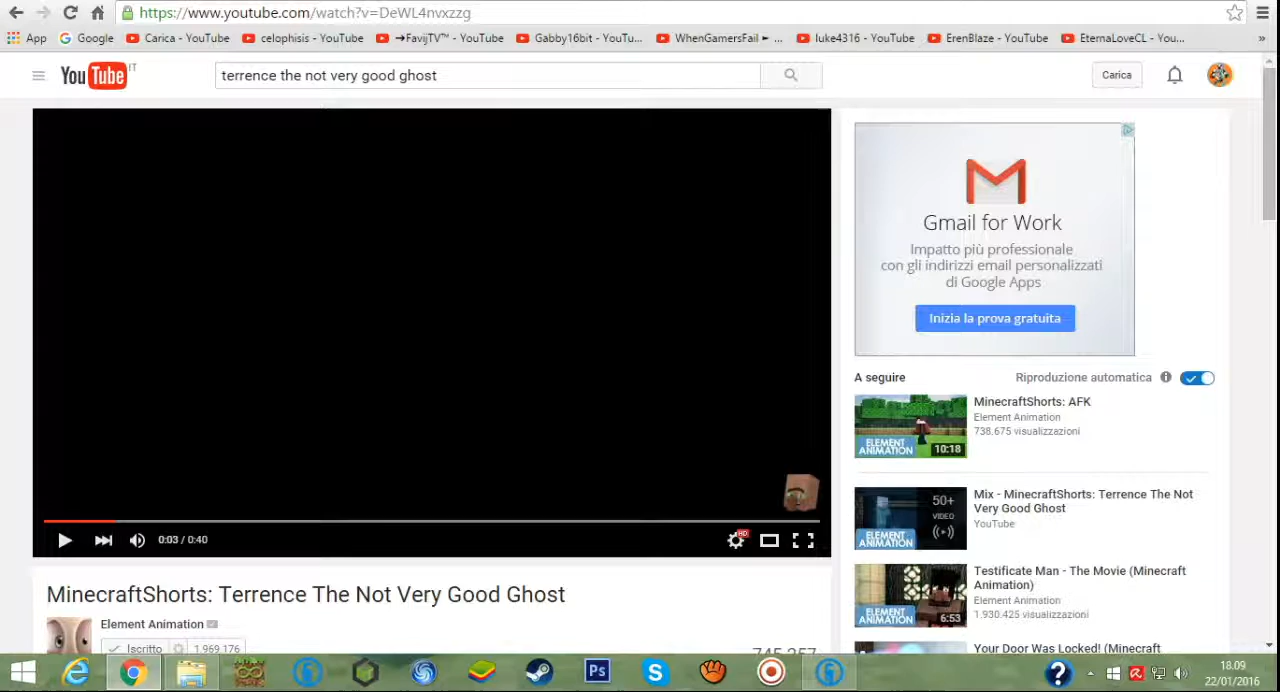 https://www.youtube.com/watch?v=DeWL4nvxzzg
App Google Carica - YouTube celophisis - YouTube ➔FavijTV™ - YouTube Gabby16bit - YouTu... WhenGamersFail ► ... luke4316 - YouTube ErenBlaze - YouTube EternaLoveCL - You... »
YouTube IT
terrence the not very good ghost
Carica
Gmail for Work
Impatto più professionale
con gli indirizzi email personalizzati
di Google Apps
Inizia la prova gratuita
A seguire
Riproduzione automatica
MinecraftShorts: AFK
Element Animation
738.675 visualizzazioni
ELEMENT
ANIMATION
10:18
Mix - MinecraftShorts: Terrence The Not
Very Good Ghost
YouTube
50+
VIDEO
ELEMENT
ANIMATION
Testificate Man - The Movie (Minecraft
Animation)
Element Animation
1.930.425 visualizzazioni
ELEMENT
ANIMATION
6:53
Your Door Was Locked! (Minecraft
0:03 / 0:40
HD
MinecraftShorts: Terrence The Not Very Good Ghost
Element Animation
Iscritto 1.969.176
745.257
Ps
18.09
22/01/2016